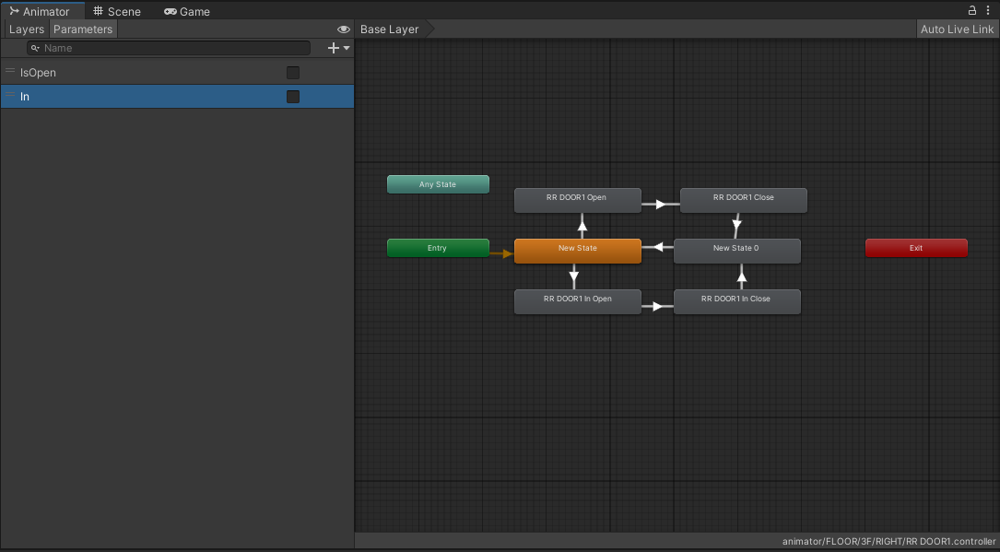 Animator
Scene
Game
Layers
Parameters
Base Layer
Auto Live Link
Name
IsOpen
In
Any State
RR DOOR1 Open
RR DOOR1 Close
Entry
New State
New State 0
Exit
RR DOOR1 In Open
RR DOOR1 In Close
animator/FLOOR/3F/RIGHT/RR DOOR1.controller